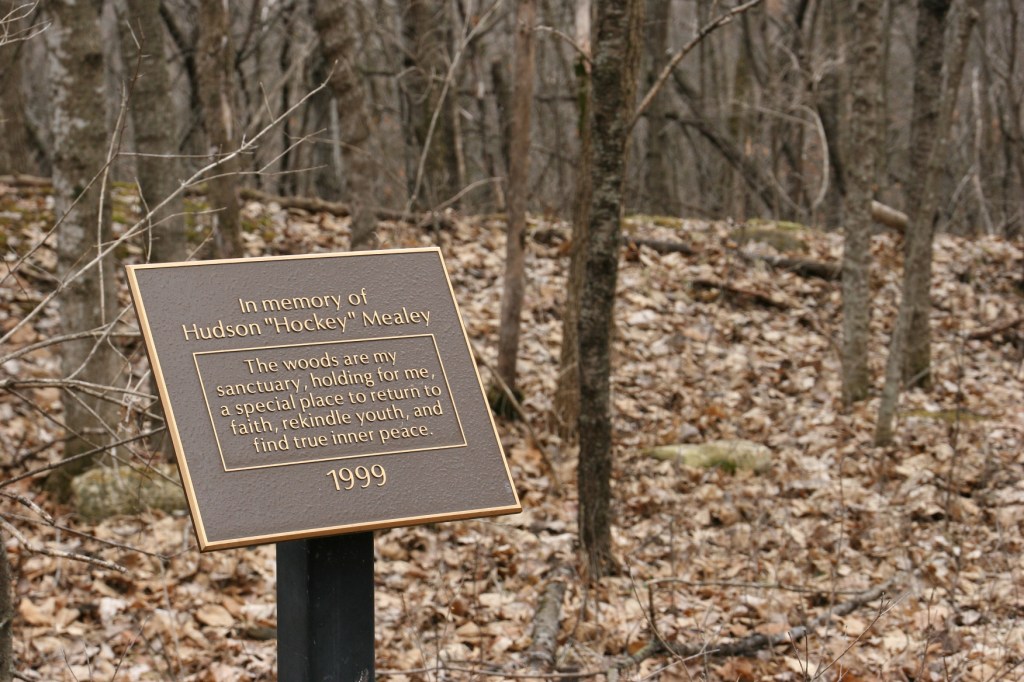 In memory of
Hudson "Hockey" Mealey
The woods are my
sanctuary, holding for me,
a special place to return to
faith, rekindle youth, and
find true inner peace.
1999